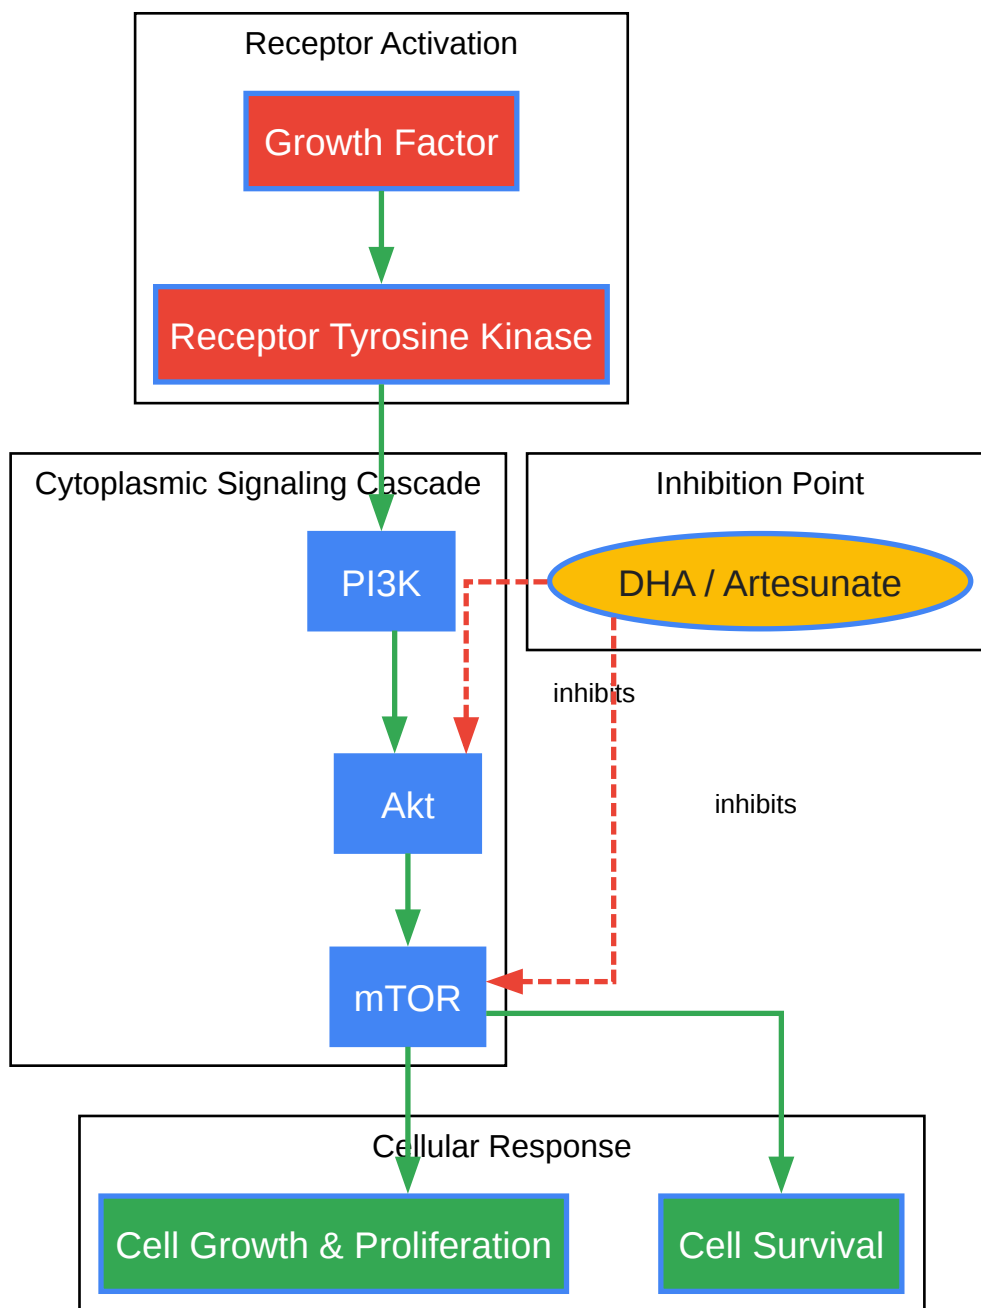 Receptor Activation
Growth Factor
Receptor Tyrosine Kinase
Cytoplasmic Signaling Cascade
Inhibition Point
PI3K
DHA / Artesunate
inhibits
Akt
inhibits
mTOR
Cellular Response
Cell Growth & Proliferation
Cell Survival